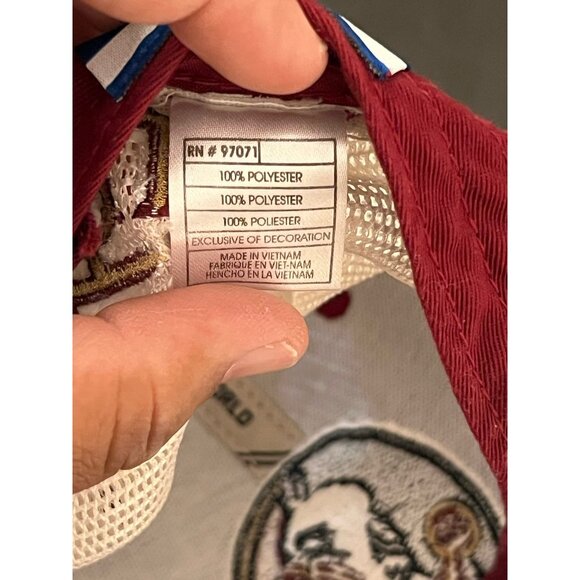 RN # 97071
100% POLYESTER
100% POLYESTER
100% POLIESTER
EXCLUSIVE OF DECORATION
MADE IN VIETNAM
FABRIQUE EN VIET-NAM
HENCHO EN LA VIETNAM